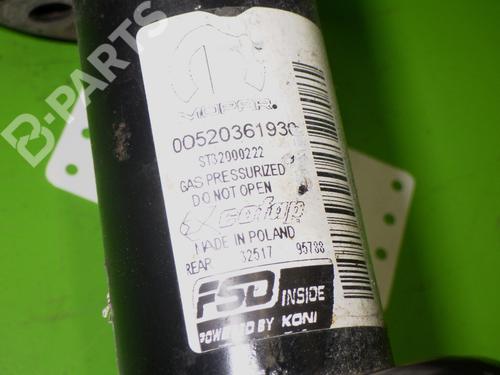 B-PARTS
MOPAR.
00520361930
ST32000222
GAS PRESSURIZED
DO NOT OPEN
cofap
MADE IN POLAND
REAR 32517 95788
FSD INSIDE
POWERED BY KONI